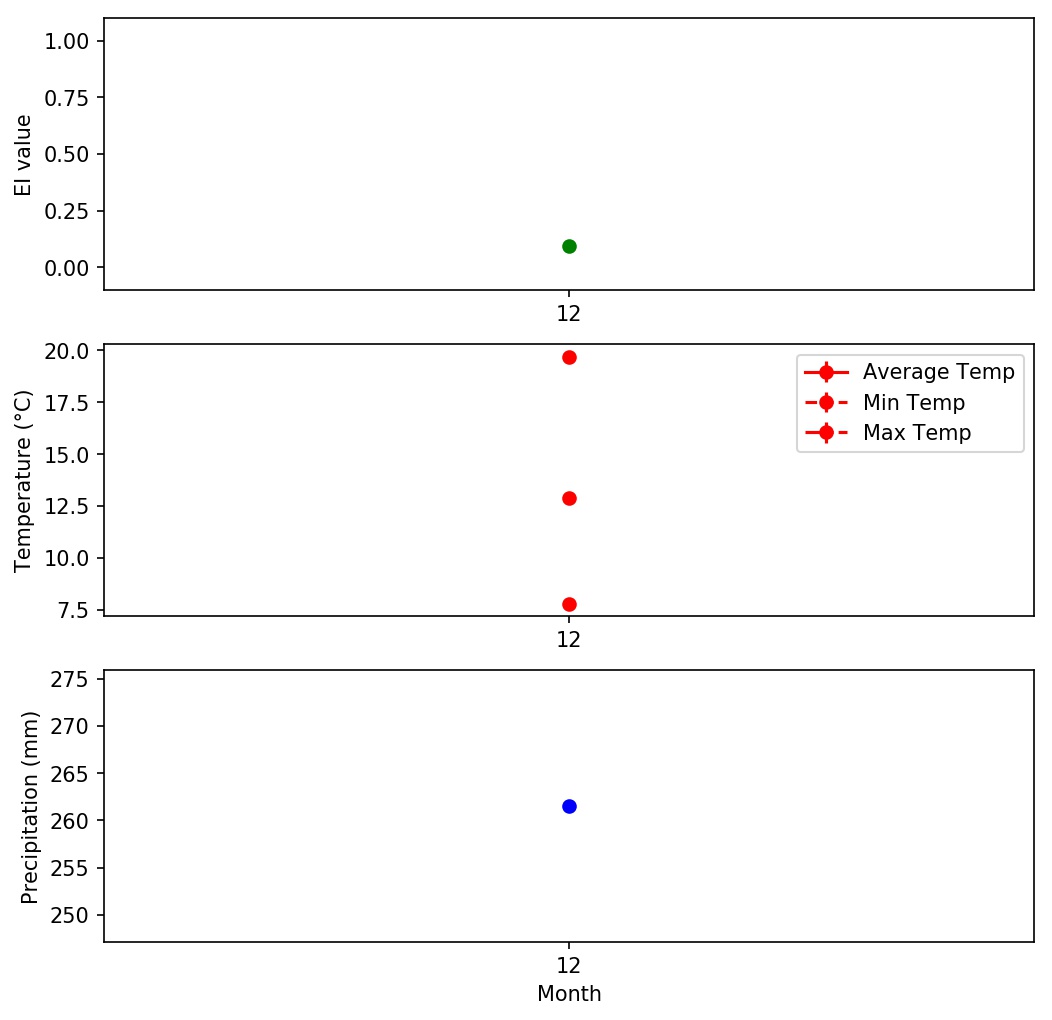 1.00
0.75
0.50
0.25
0.00
EI value
12
20.0
17.5
15.0
12.5
10.0
7.5
Temperature (°C)
Average Temp
Min Temp
Max Temp
12
275
270
265
260
255
250
Precipitation (mm)
12
Month